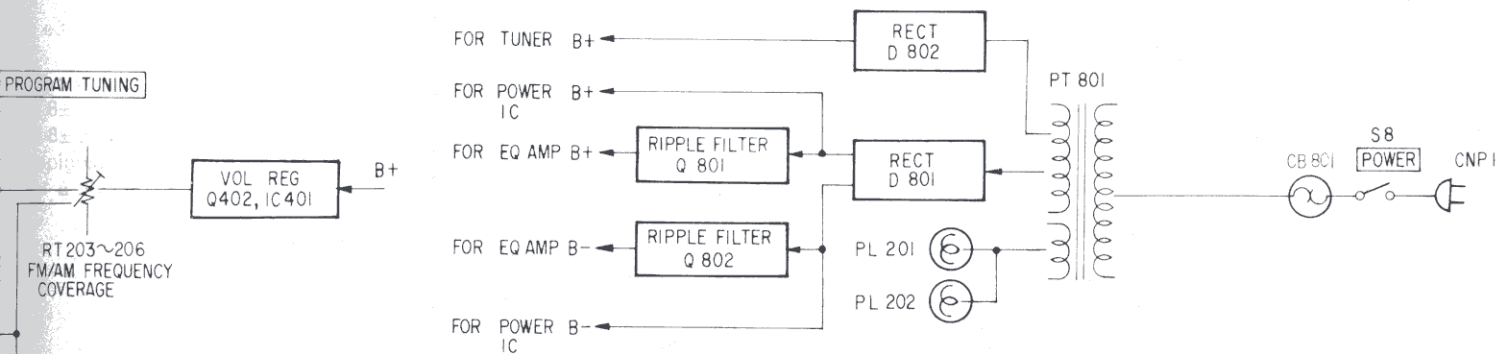 PROGRAM TUNING
VOL REG
Q402, IC401
B+
RT203~206
FM/AM FREQUENCY
COVERAGE
FOR TUNER B+
FOR POWER B+
IC
FOR EQ AMP B+
FOR EQ AMP B-
FOR POWER B-
IC
RECT
D 802
RIPPLE FILTER
Q 801
RECT
D 801
RIPPLE FILTER
Q 802
PL 201
PL 202
PT 801
CB 801
S8
POWER
CNP1